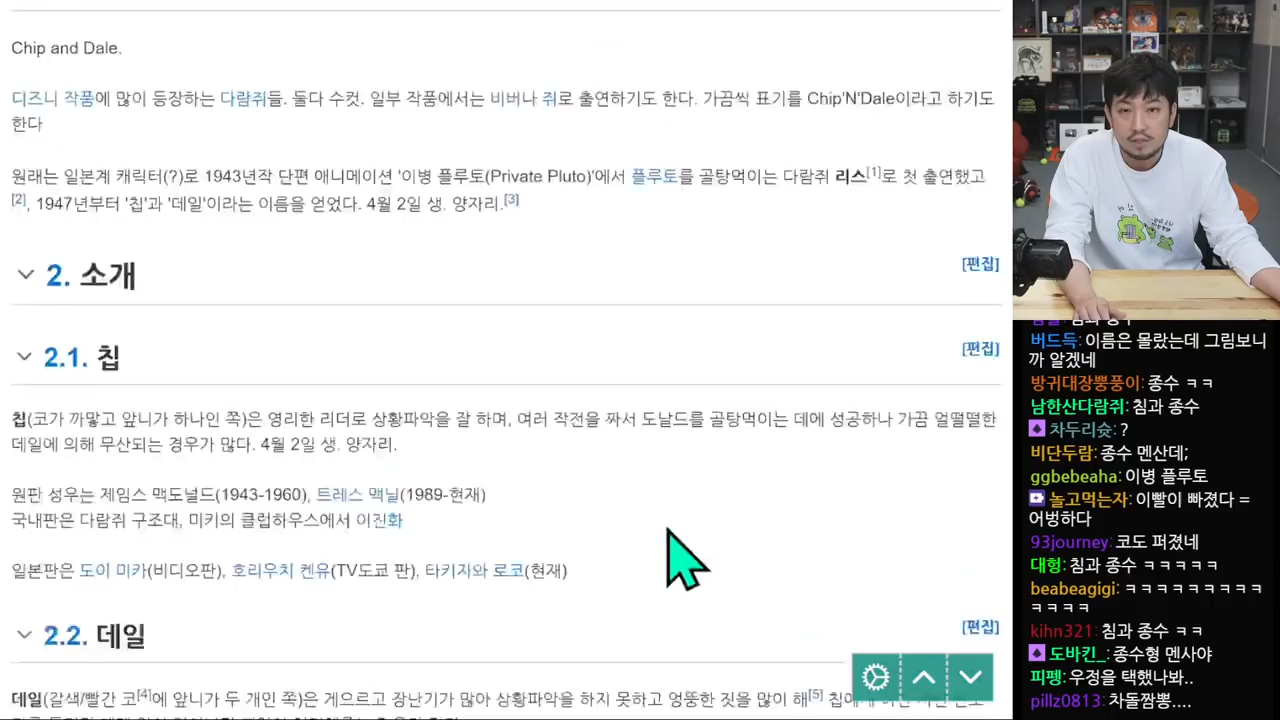 Chip and Dale.
디즈니 작품에 많이 등장하는 다람쥐들. 둘다 수컷. 일부 작품에서는 비버나 쥐로 출연하기도 한다. 가끔씩 표기를 Chip'N'Dale이라고 하기도
한다
원래는 일본계 캐릭터(?)로 1943년작 단편 애니메이션 '이병 플루토(Private Pluto)'에서 플루토를 골탕먹이는 다람쥐 리스[1]로 첫 출연했고
[2], 1947년부터 '칩'과 '데일'이라는 이름을 얻었다. 4월 2일 생. 양자리.[3]
2. 소개
[편집]
2.1. 칩
[편집]
칩(코가 까맣고 앞니가 하나인 쪽)은 영리한 리더로 상황파악을 잘 하며, 여러 작전을 짜서 도날드를 골탕먹이는 데에 성공하나 가끔 얼떨떨한
데일에 의해 무산되는 경우가 많다. 4월 2일 생. 양자리.
원판 성우는 제임스 맥도널드(1943-1960), 트레스 맥닐(1989-현재)
국내판은 다람쥐 구조대, 미키의 클럽하우스에서 이진화
일본판은 도이 미카(비디오판), 호리우치 켄유(TV도쿄 판), 타키자와 로코(현재)
2.2. 데일
[편집]
데일(갈색/빨간 코[4]에 앞니가 두 개인 쪽)은 게으르고 장난기가 많아 상황파악을 하지 못하고 엉뚱한 짓을 많이 해[5]
버드득: 이름은 몰랐는데 그림보니
까 알겠네
방귀대장뿡풍이: 종수 ㅋㅋ
남한산다람쥐: 침과 종수
차두리슛: ?
비단두람: 종수 멘산데;
ggbebeaha: 이병 플루토
놀고먹는자: 이빨이 빠졌다 =
어벙하다
93journey: 코도 퍼졌네
대헝: 침과 종수 ㅋㅋㅋㅋㅋ
beabeagigi: ㅋㅋㅋㅋㅋㅋㅋㅋㅋ
ㅋㅋㅋㅋ
kihn321: 침과 종수 ㅋㅋ
도바킨_: 종수형 멘사야
피펭: 우정을 택했나봐..
pillz0813: 차돌짬뽕....